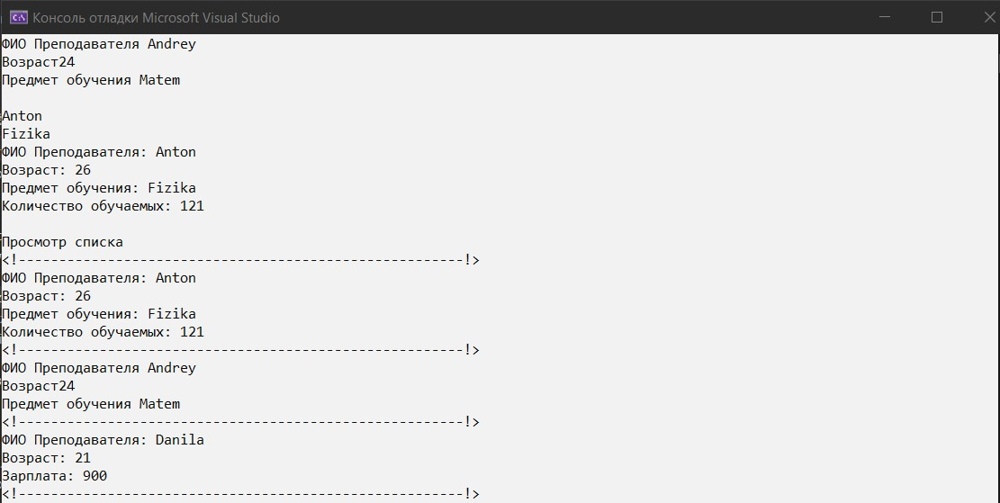 Консоль отладки Microsoft Visual Studio
ФИО Преподавателя Andrey
Возраст24
Предмет обучения Matem
Anton
Fizika
ФИО Преподавателя: Anton
Возраст: 26
Предмет обучения: Fizika
Количество обучаемых: 121
Просмотр списка
<!-------------------------------------------------------!>
ФИО Преподавателя: Anton
Возраст: 26
Предмет обучения: Fizika
Количество обучаемых: 121
<!-------------------------------------------------------!>
ФИО Преподавателя Andrey
Возраст24
Предмет обучения Matem
<!-------------------------------------------------------!>
ФИО Преподавателя: Danila
Возраст: 21
Зарплата: 900
<!-------------------------------------------------------!>